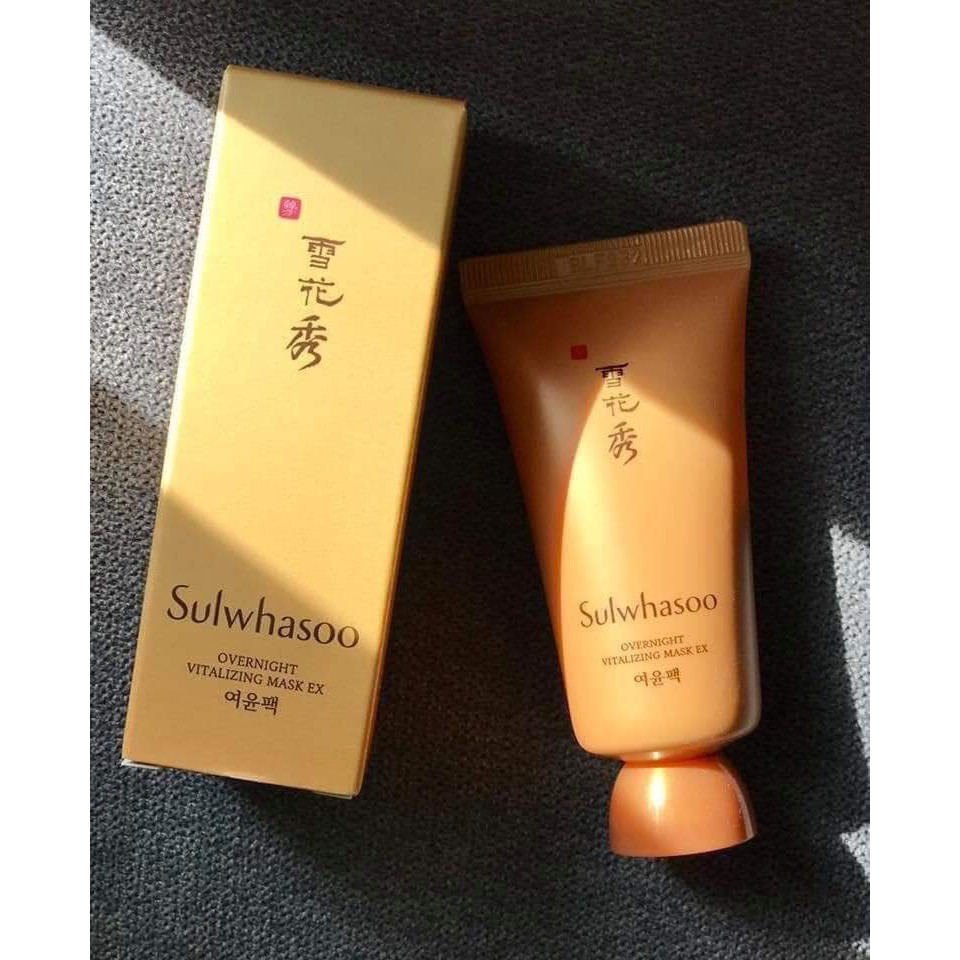 雪
花
秀
Sulwhasoo
OVERNIGHT
VITALIZING MASK EX
여윤팩
雪
花
秀
Sulwhasoo
OVERNIGHT
VITALIZING MASK EX
여윤팩